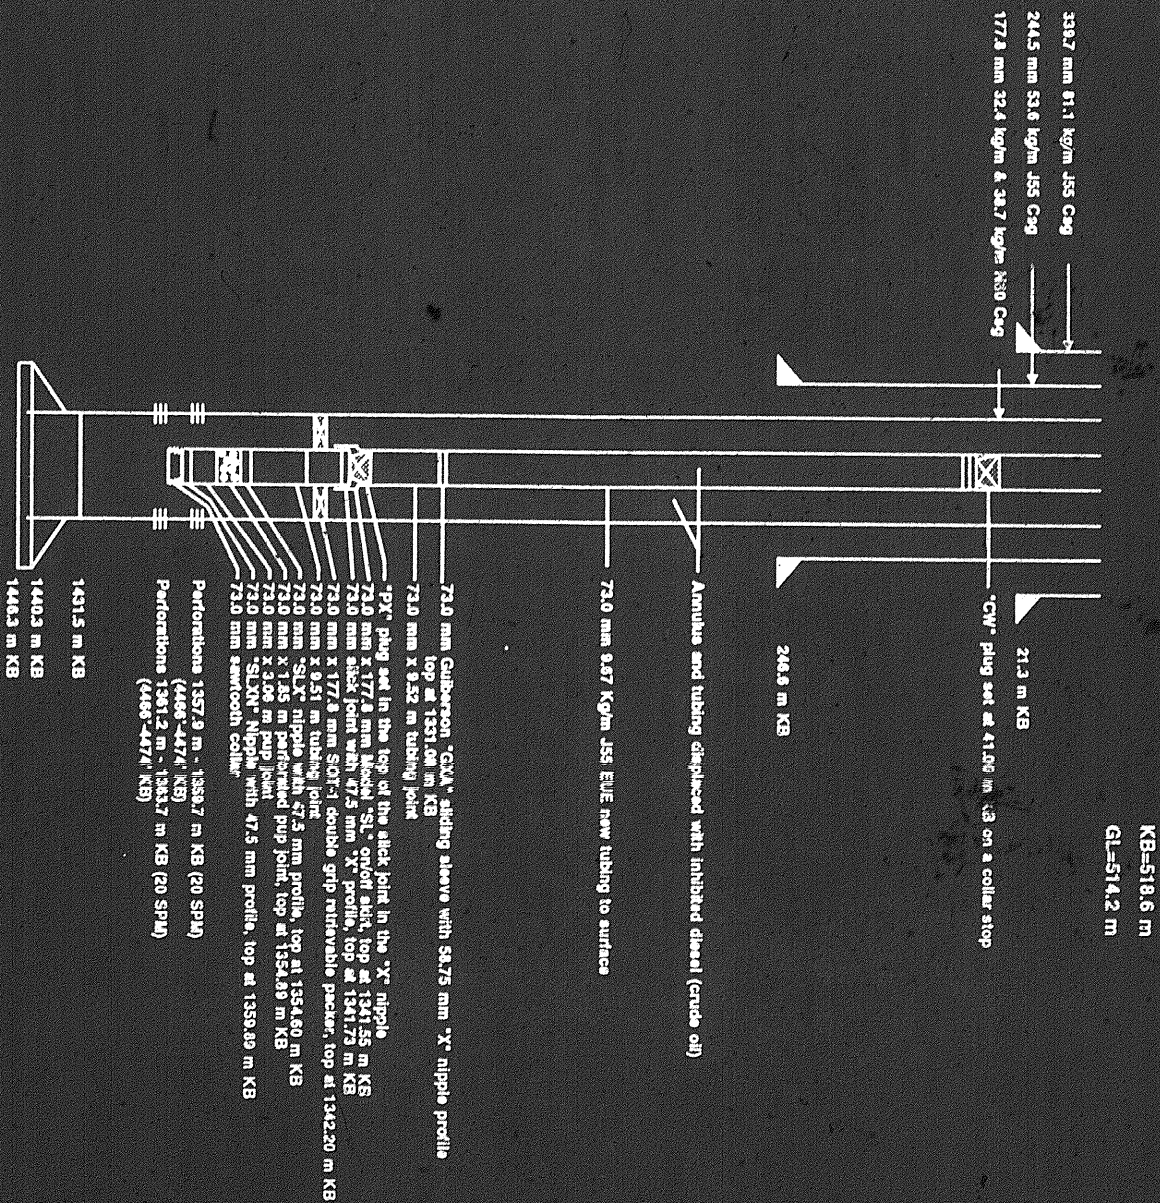 KB=518.6 m
GL=514.2 m
339.7 mm 81.1 kg/m J55 Csg
244.5 mm 53.6 kg/m J55 Csg
177.8 mm 32.4 kg/m & 38.7 kg/m N80 Csg
21.3 m KB
"CW" plug set at 41.06 m KB on a collar stop
246.6 m KB
Annulus and tubing displaced with inhibited diesel (crude oil)
73.0 mm 9.67 Kg/m J55 EUE new tubing to surface
73.0 mm Guiberson "GXA" sliding sleeve with 58.75 mm "X" nipple profile
top at 1331.98 m KB
73.0 mm x 9.52 m tubing joint
"PX" plug set in the top of the slick joint in the "X" nipple
73.0 mm x 177.8 mm Model "SL" on/off skirt, top at 1341.55 m KB
73.0 mm slick joint with 47.5 mm "X" profile, top at 1341.73 m KB
73.0 mm x 177.8 mm SOT-1 double grip retrievable packer, top at 1342.20 m KB
73.0 mm x 9.51 m tubing joint
73.0 mm "SLX" nipple with 47.5 mm profile, top at 1354.60 m KB
73.0 mm x 1.85 m perforated pup joint, top at 1354.89 m KB
73.0 mm x 3.06 m pup joint
73.0 mm "SLXN" Nipple with 47.5 mm profile, top at 1359.89 m KB
73.0 mm sawtooth collar
Perforations 1357.9 m - 1359.7 m KB (20 SPM)
(4466'-4474' KB)
Perforations 1361.2 m - 1363.7 m KB (20 SPM)
(4466'-4474' KB)
1431.5 m KB
1440.3 m KB
1446.3 m KB